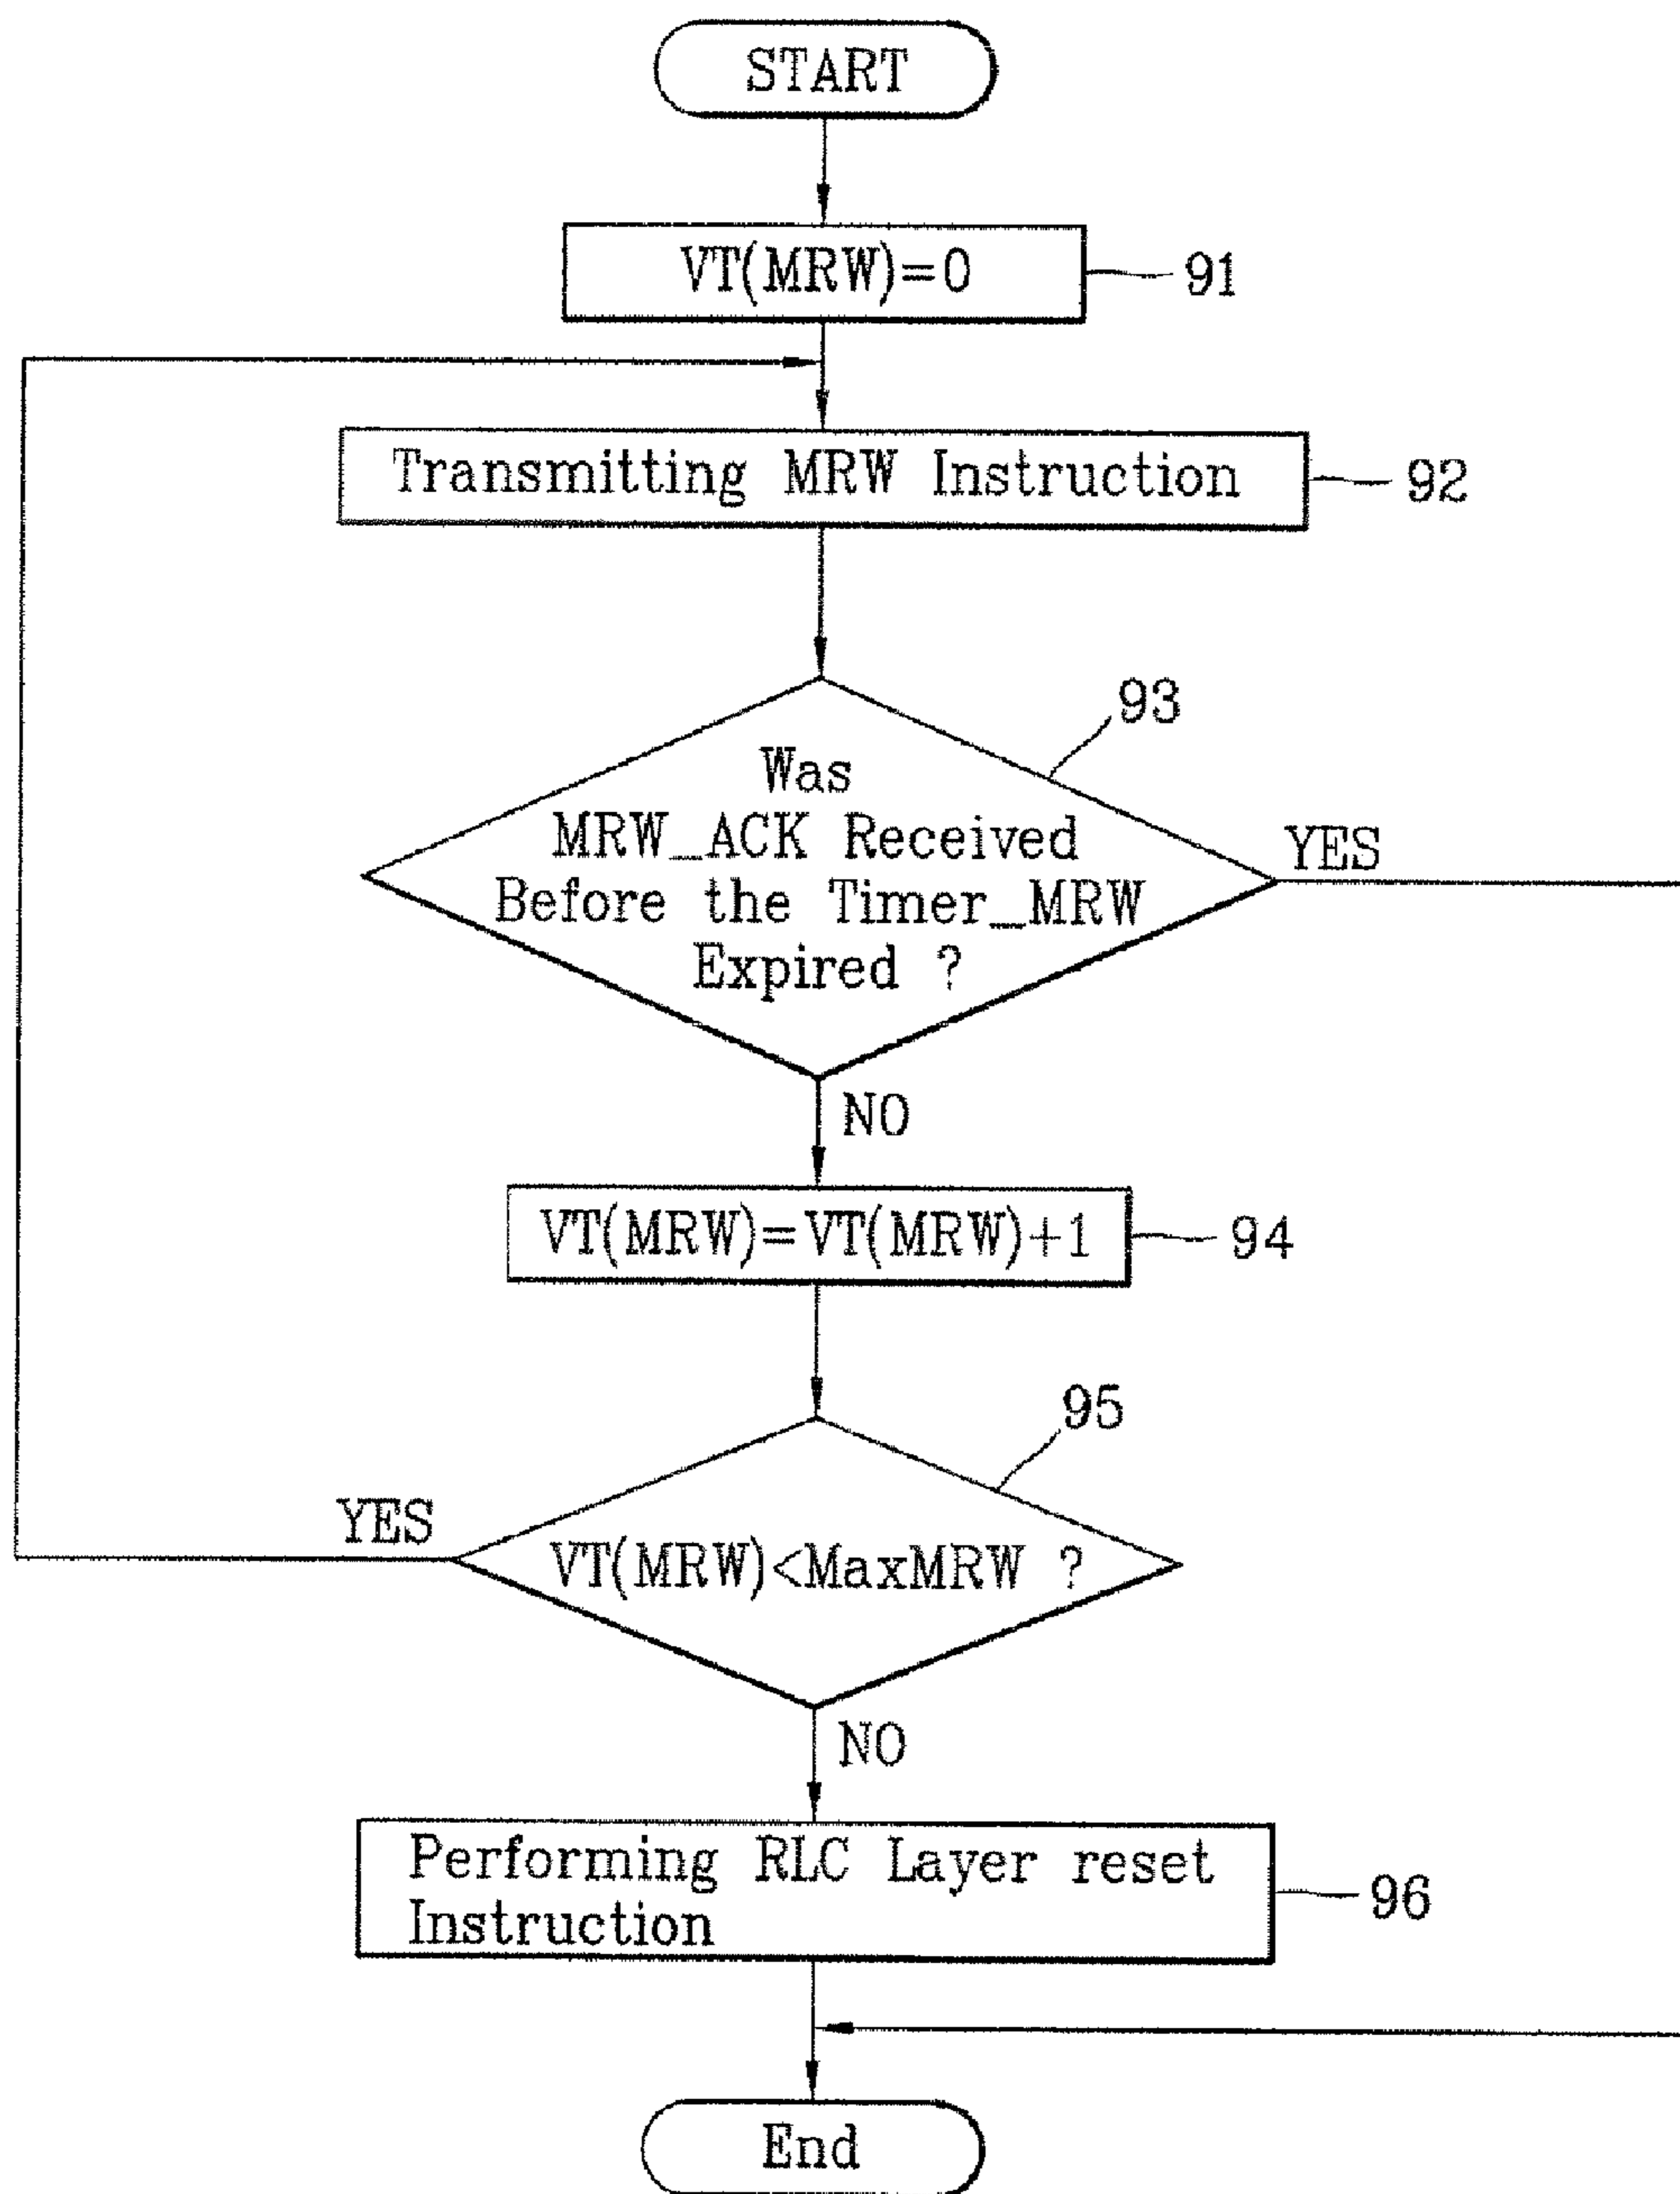 START
VT(MRW)=0
91
Transmitting MRW Instruction
92
93
Was
MRW_ACK Received
Before the Timer_MRW
Expired ?
YES
NO
VT(MRW)=VT(MRW)+1
94
95
YES
VT(MRW)<MaxMRW ?
NO
Performing RLC Layer reset
Instruction
96
End